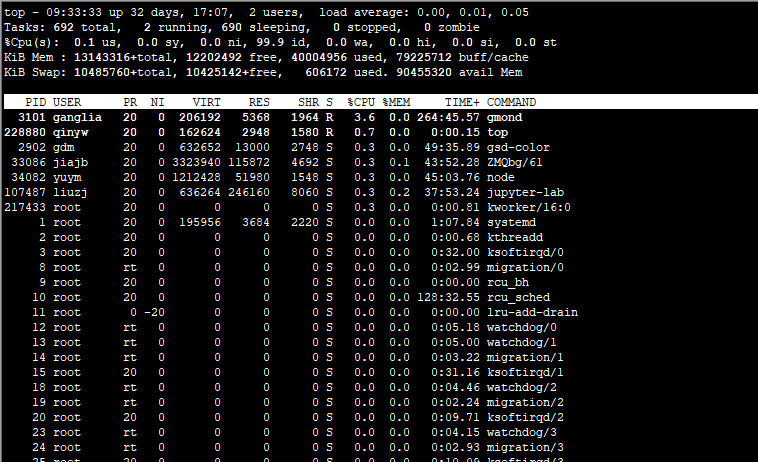 top - 09:33:33 up 32 days, 17:07,  2 users,  load average: 0.00, 0.01, 0.05
Tasks: 692 total,   2 running, 690 sleeping,   0 stopped,   0 zombie
%Cpu(s):  0.1 us,  0.0 sy,  0.0 ni, 99.9 id,  0.0 wa,  0.0 hi,  0.0 si,  0.0 st
KiB Mem : 13143316+total, 12202492 free, 40004956 used, 79225712 buff/cache
KiB Swap: 10485760+total, 10425142+free,   606172 used. 90455320 avail Mem
PID USER PR NI VIRT RES SHR S %CPU %MEM TIME+ COMMAND
3101 ganglia 20 0 206192 5368 1964 R 3.6 0.0 264:45.57 gmond
228880 qinyw 20 0 162624 2948 1580 R 0.7 0.0 0:00.15 top
2902 gdm 20 0 632652 13000 2748 S 0.3 0.0 49:35.89 gsd-color
33086 jiajb 20 0 3323940 115872 4692 S 0.3 0.1 43:52.28 ZMQbg/61
34082 yuym 20 0 1212428 51980 1548 S 0.3 0.0 45:03.76 node
107487 liuzj 20 0 636264 246160 8060 S 0.3 0.2 37:53.24 jupyter-lab
217433 root 20 0 0 0 0 S 0.3 0.0 0:00.81 kworker/16:0
1 root 20 0 195956 3684 2220 S 0.0 0.0 1:07.84 systemd
2 root 20 0 0 0 0 S 0.0 0.0 0:00.68 kthreadd
3 root 20 0 0 0 0 S 0.0 0.0 0:32.00 ksoftirqd/0
8 root rt 0 0 0 0 S 0.0 0.0 0:02.99 migration/0
9 root 20 0 0 0 0 S 0.0 0.0 0:00.00 rcu_bh
10 root 20 0 0 0 0 S 0.0 0.0 128:32.55 rcu_sched
11 root 0 -20 0 0 0 S 0.0 0.0 0:00.00 lru-add-drain
12 root rt 0 0 0 0 S 0.0 0.0 0:05.18 watchdog/0
13 root rt 0 0 0 0 S 0.0 0.0 0:05.00 watchdog/1
14 root rt 0 0 0 0 S 0.0 0.0 0:03.22 migration/1
15 root 20 0 0 0 0 S 0.0 0.0 0:31.16 ksoftirqd/1
18 root rt 0 0 0 0 S 0.0 0.0 0:04.46 watchdog/2
19 root rt 0 0 0 0 S 0.0 0.0 0:02.24 migration/2
20 root 20 0 0 0 0 S 0.0 0.0 0:09.71 ksoftirqd/2
23 root rt 0 0 0 0 S 0.0 0.0 0:04.15 watchdog/3
24 root rt 0 0 0 0 S 0.0 0.0 0:02.93 migration/3
25 root 20 0 0 0 0 S 0.0 0.0 0:10.09 ksoftirqd/3